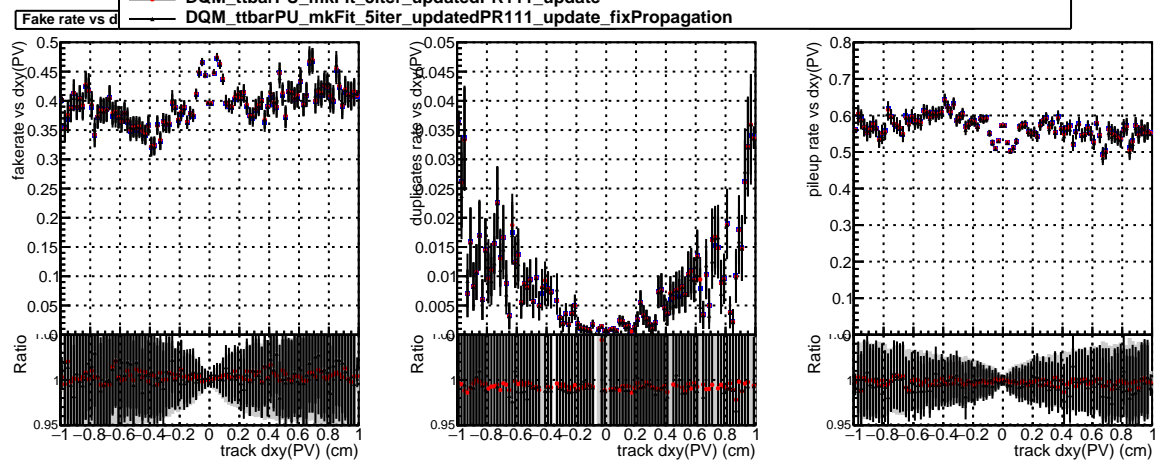 DQM_ttbarPU_mkFit_5iter_updatedPR111_update
DQM_ttbarPU_mkFit_5iter_updatedPR111_update_fixPropagation
Fake rate vs d
fakerate vs dxy(PV)
0.5
0.45
0.4
0.35
0.3
0.25
0.2
0.15
0.1
0.05
0
Ratio
1
0.95
−1 −0.8 −0.6 −0.4 −0.2 0 0.2 0.4 0.6 0.8 1
track dxy(PV) (cm)
duplicates rate vs dxy(PV)
0.05
0.045
0.04
0.035
0.03
0.025
0.02
0.015
0.01
0.005
0
Ratio
1
0.95
−1 −0.8 −0.6 −0.4 −0.2 0 0.2 0.4 0.6 0.8 1
track dxy(PV) (cm)
pileup rate vs dxy(PV)
0.8
0.7
0.6
0.5
0.4
0.3
0.2
0.1
0
Ratio
1
0.95
−1 −0.8 −0.6 −0.4 −0.2 0 0.2 0.4 0.6 0.8 1
track dxy(PV) (cm)